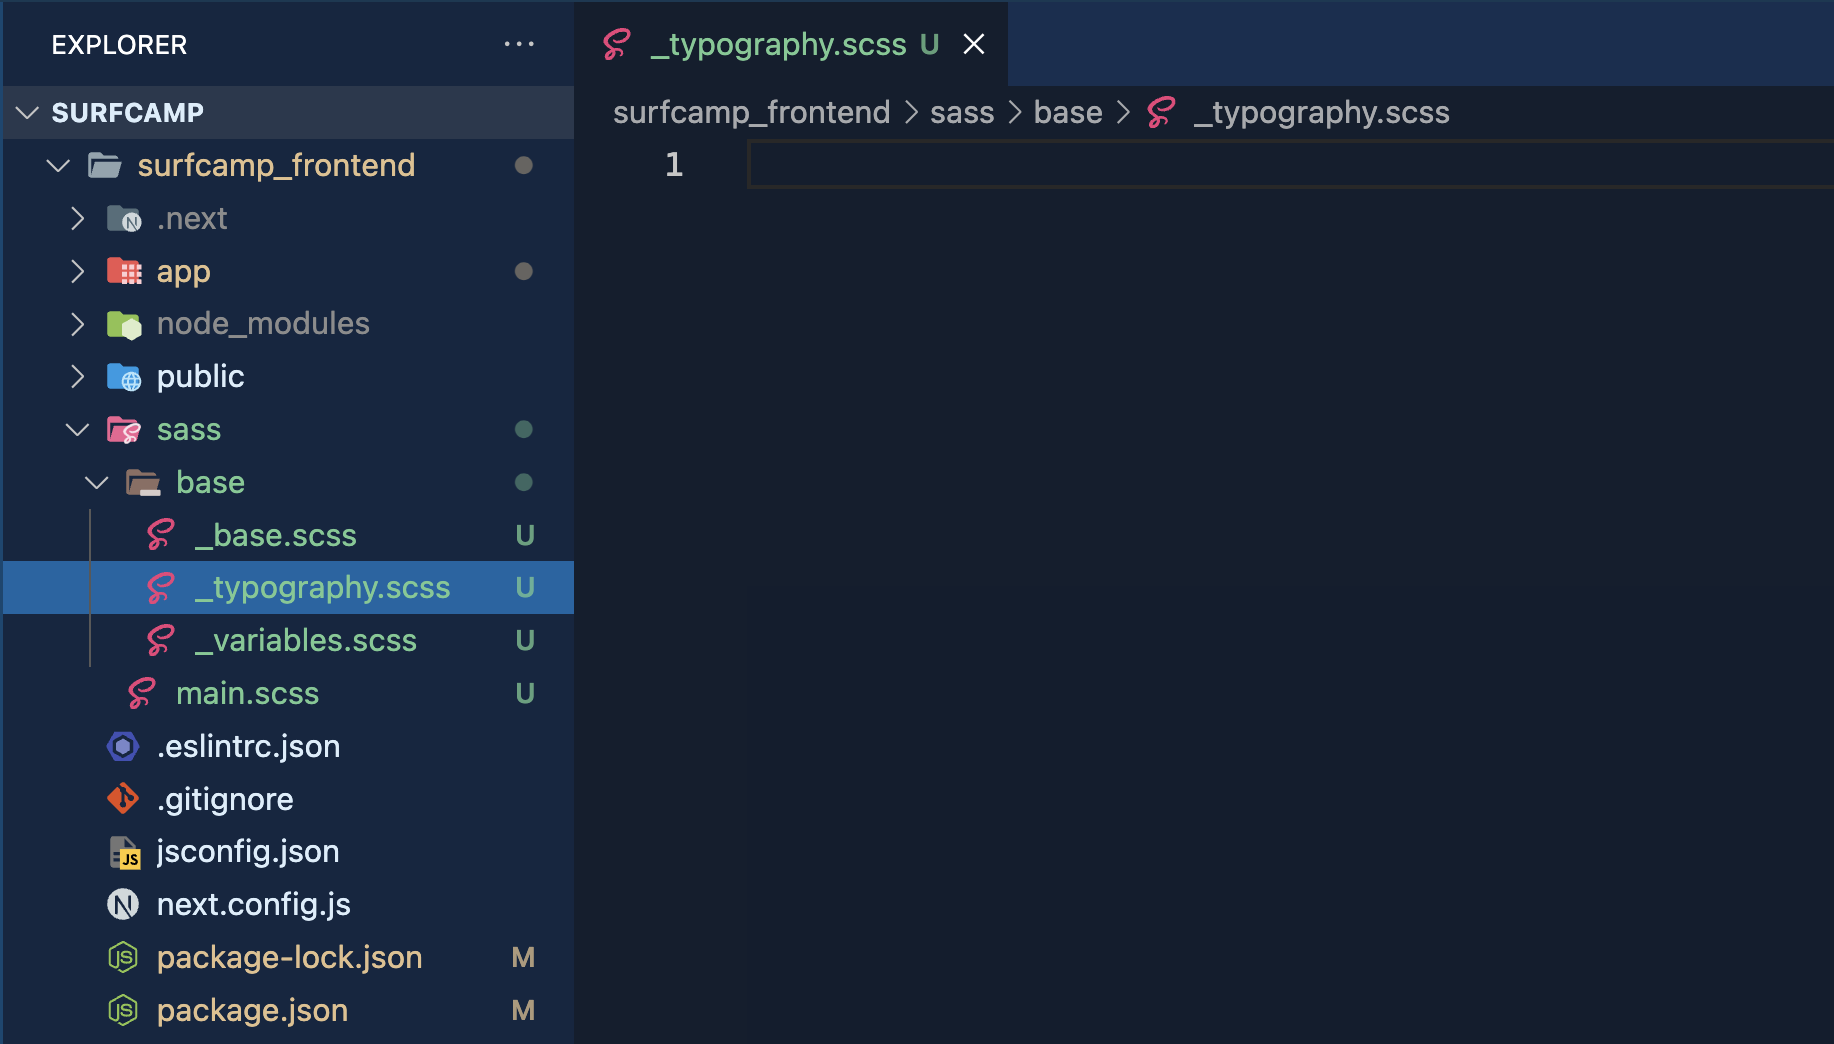 EXPLORER
SURFCAMP
surfcamp_frontend
.next
app
node_modules
public
sass
base
_base.scss U
_typography.scss U
_variables.scss U
main.scss U
.eslintrc.json
.gitignore
jsconfig.json
next.config.js
package-lock.json M
package.json M
_typography.scss U
surfcamp_frontend > sass > base > _typography.scss
1